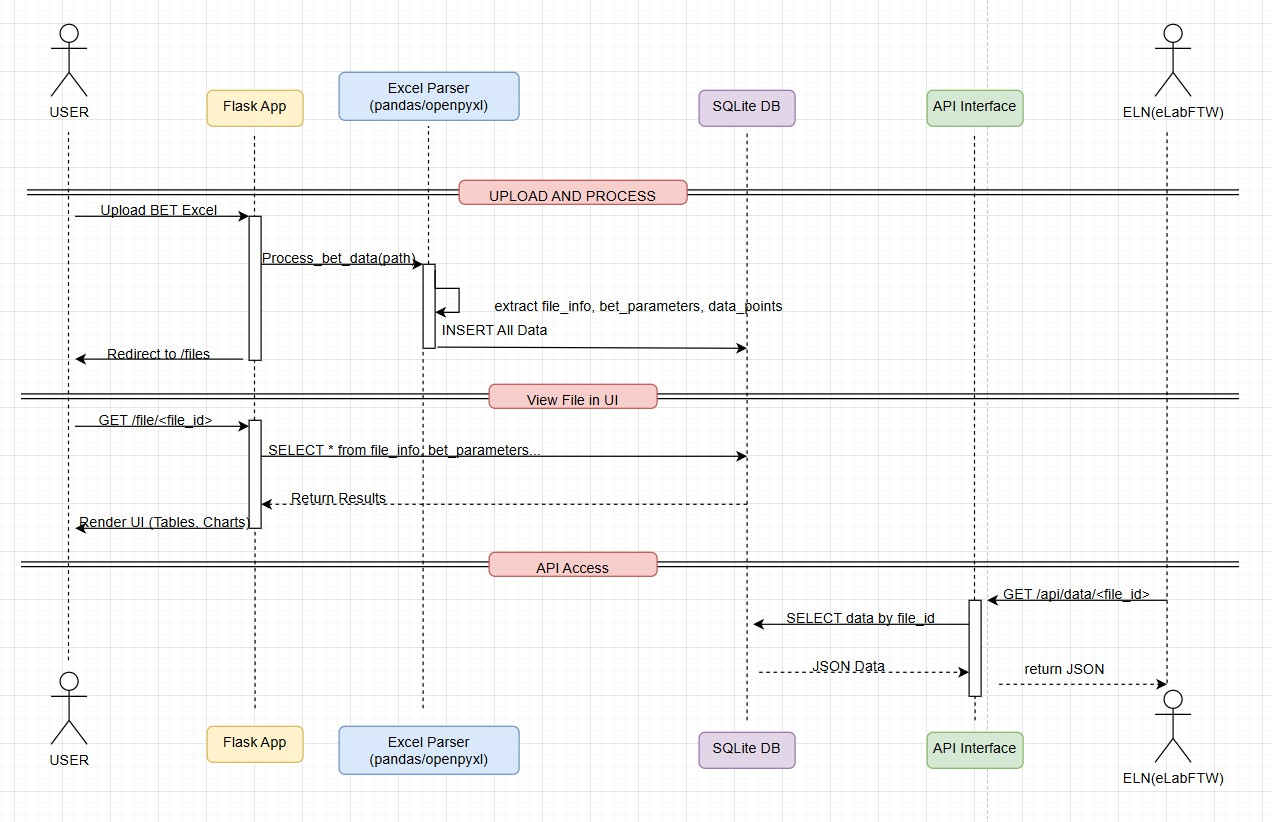 USER
Flask App
Excel Parser
(pandas/openpyxl)
SQLite DB
API Interface
ELN(eLabFTW)
UPLOAD AND PROCESS
Upload BET Excel
Process_bet_data(path)
extract file_info, bet_parameters, data_points
INSERT All Data
Redirect to /files
View File in UI
GET /file/<file_id>
SELECT * from file_info, bet_parameters...
Return Results
Render UI (Tables, Charts)
API Access
GET /api/data/<file_id>
SELECT data by file_id
JSON Data
return JSON
USER
Flask App
Excel Parser
(pandas/openpyxl)
SQLite DB
API Interface
ELN(eLabFTW)